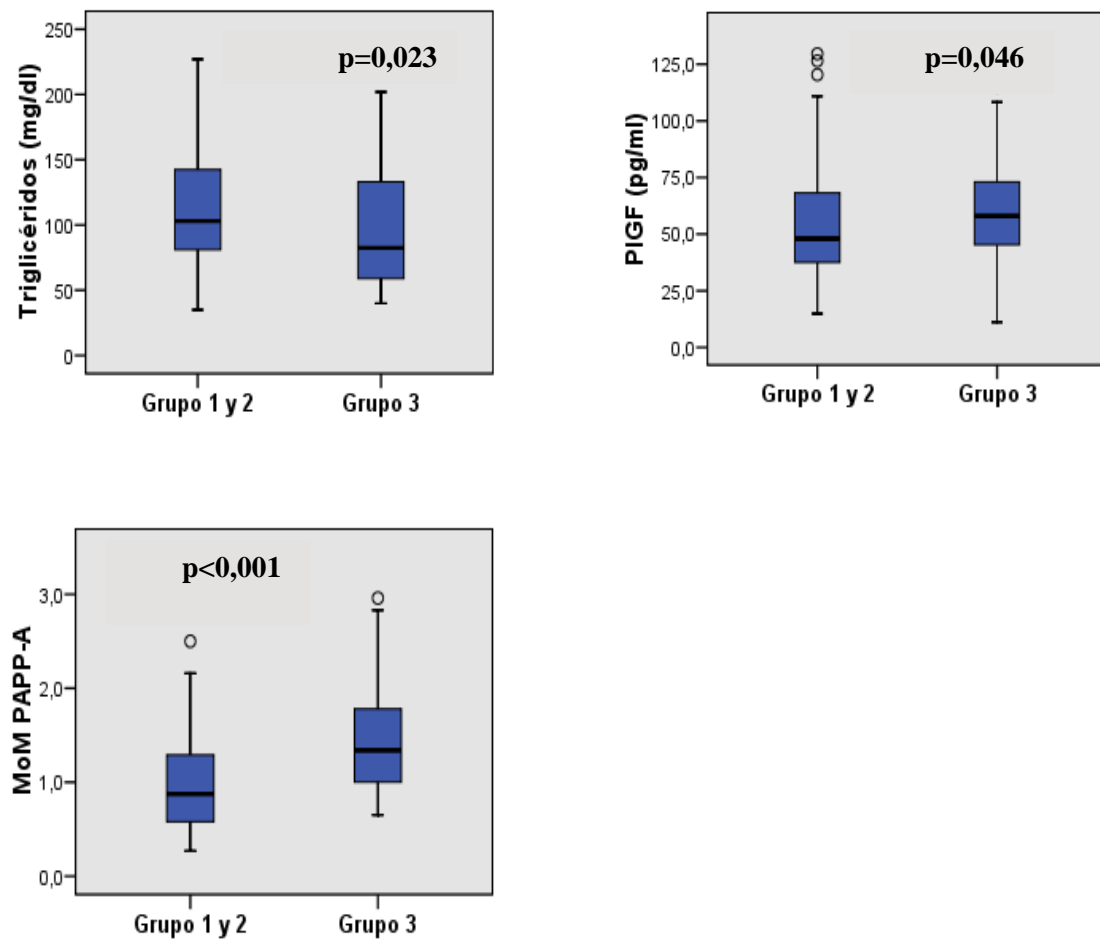 Triglicéridos (mg/dl)
250
200
150
100
50
0
p=0,023
Grupo 1 y 2
Grupo 3
PlGF (pg/ml)
125,0
100,0
75,0
50,0
25,0
0,0
p=0,046
Grupo 1 y 2
Grupo 3
MoM PAPP-A
3,0
2,0
1,0
0,0
p<0,001
Grupo 1 y 2
Grupo 3